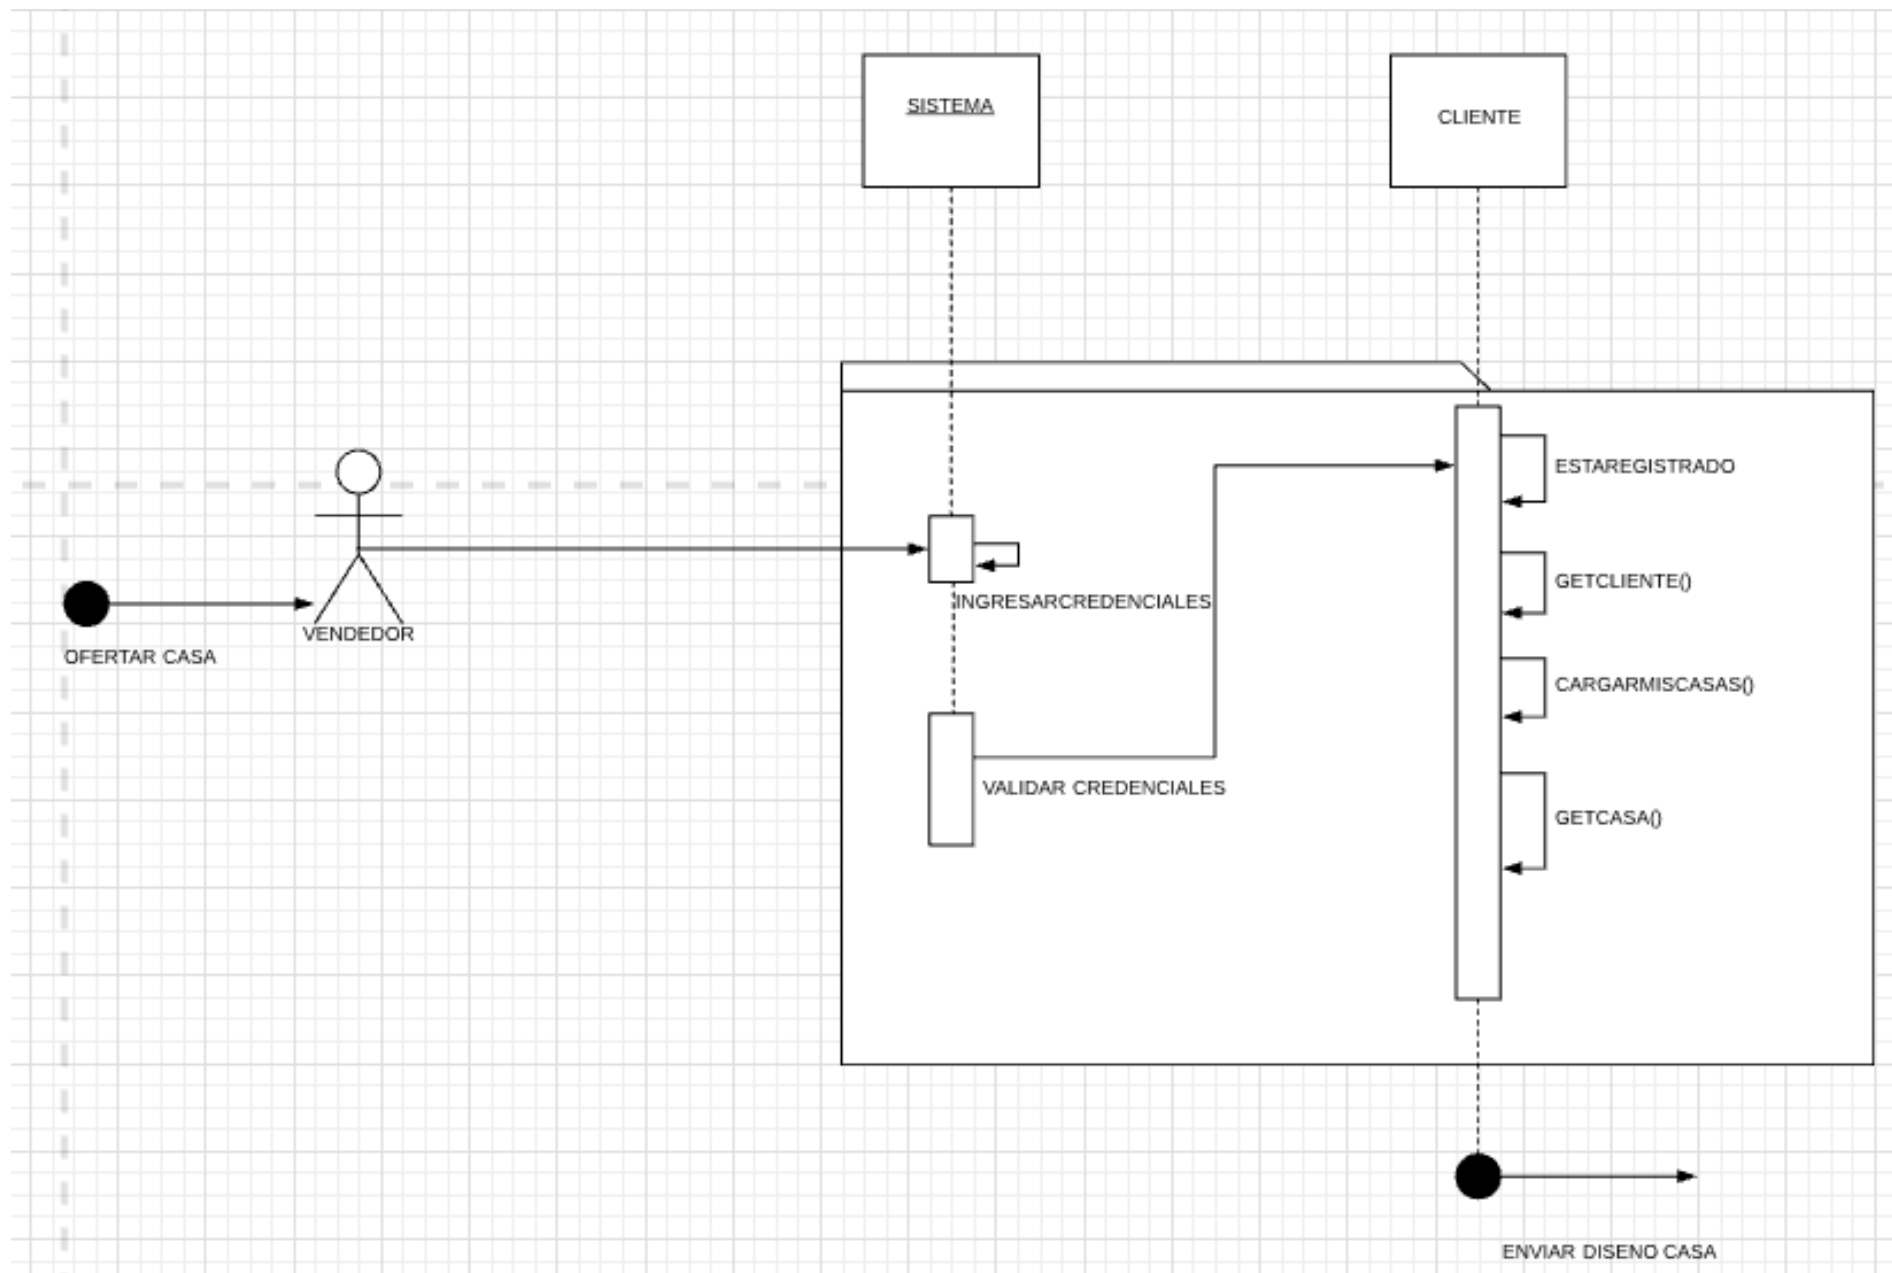 SISTEMA
CLIENTE
ESTAREGISTRADO
GETCLIENTE()
INGRESARCREDENCIALES
VENDEDOR
OFERTAR CASA
CARGARMISCASAS()
VALIDAR CREDENCIALES
GETCASA()
ENVIAR DISENO CASA